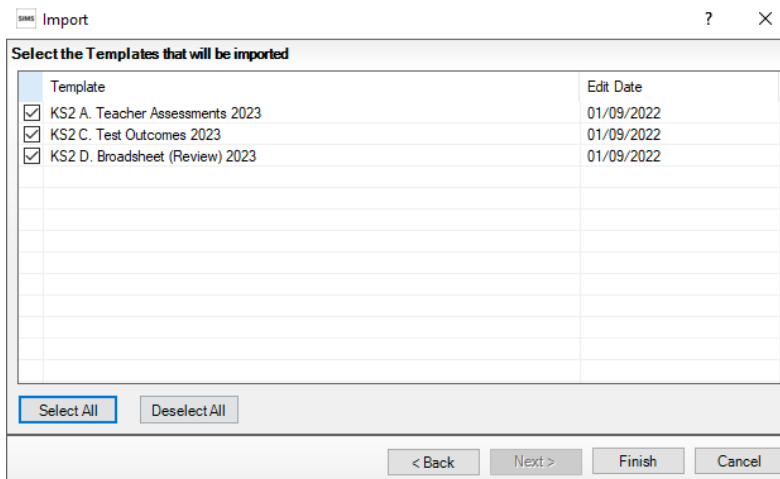 SIMS Import ? X
Select the Templates that will be imported
Template Edit Date
KS2 A. Teacher Assessments 2023 01/09/2022
KS2 C. Test Outcomes 2023 01/09/2022
KS2 D. Broadsheet (Review) 2023 01/09/2022
Select All Deselect All
< Back Next > Finish Cancel